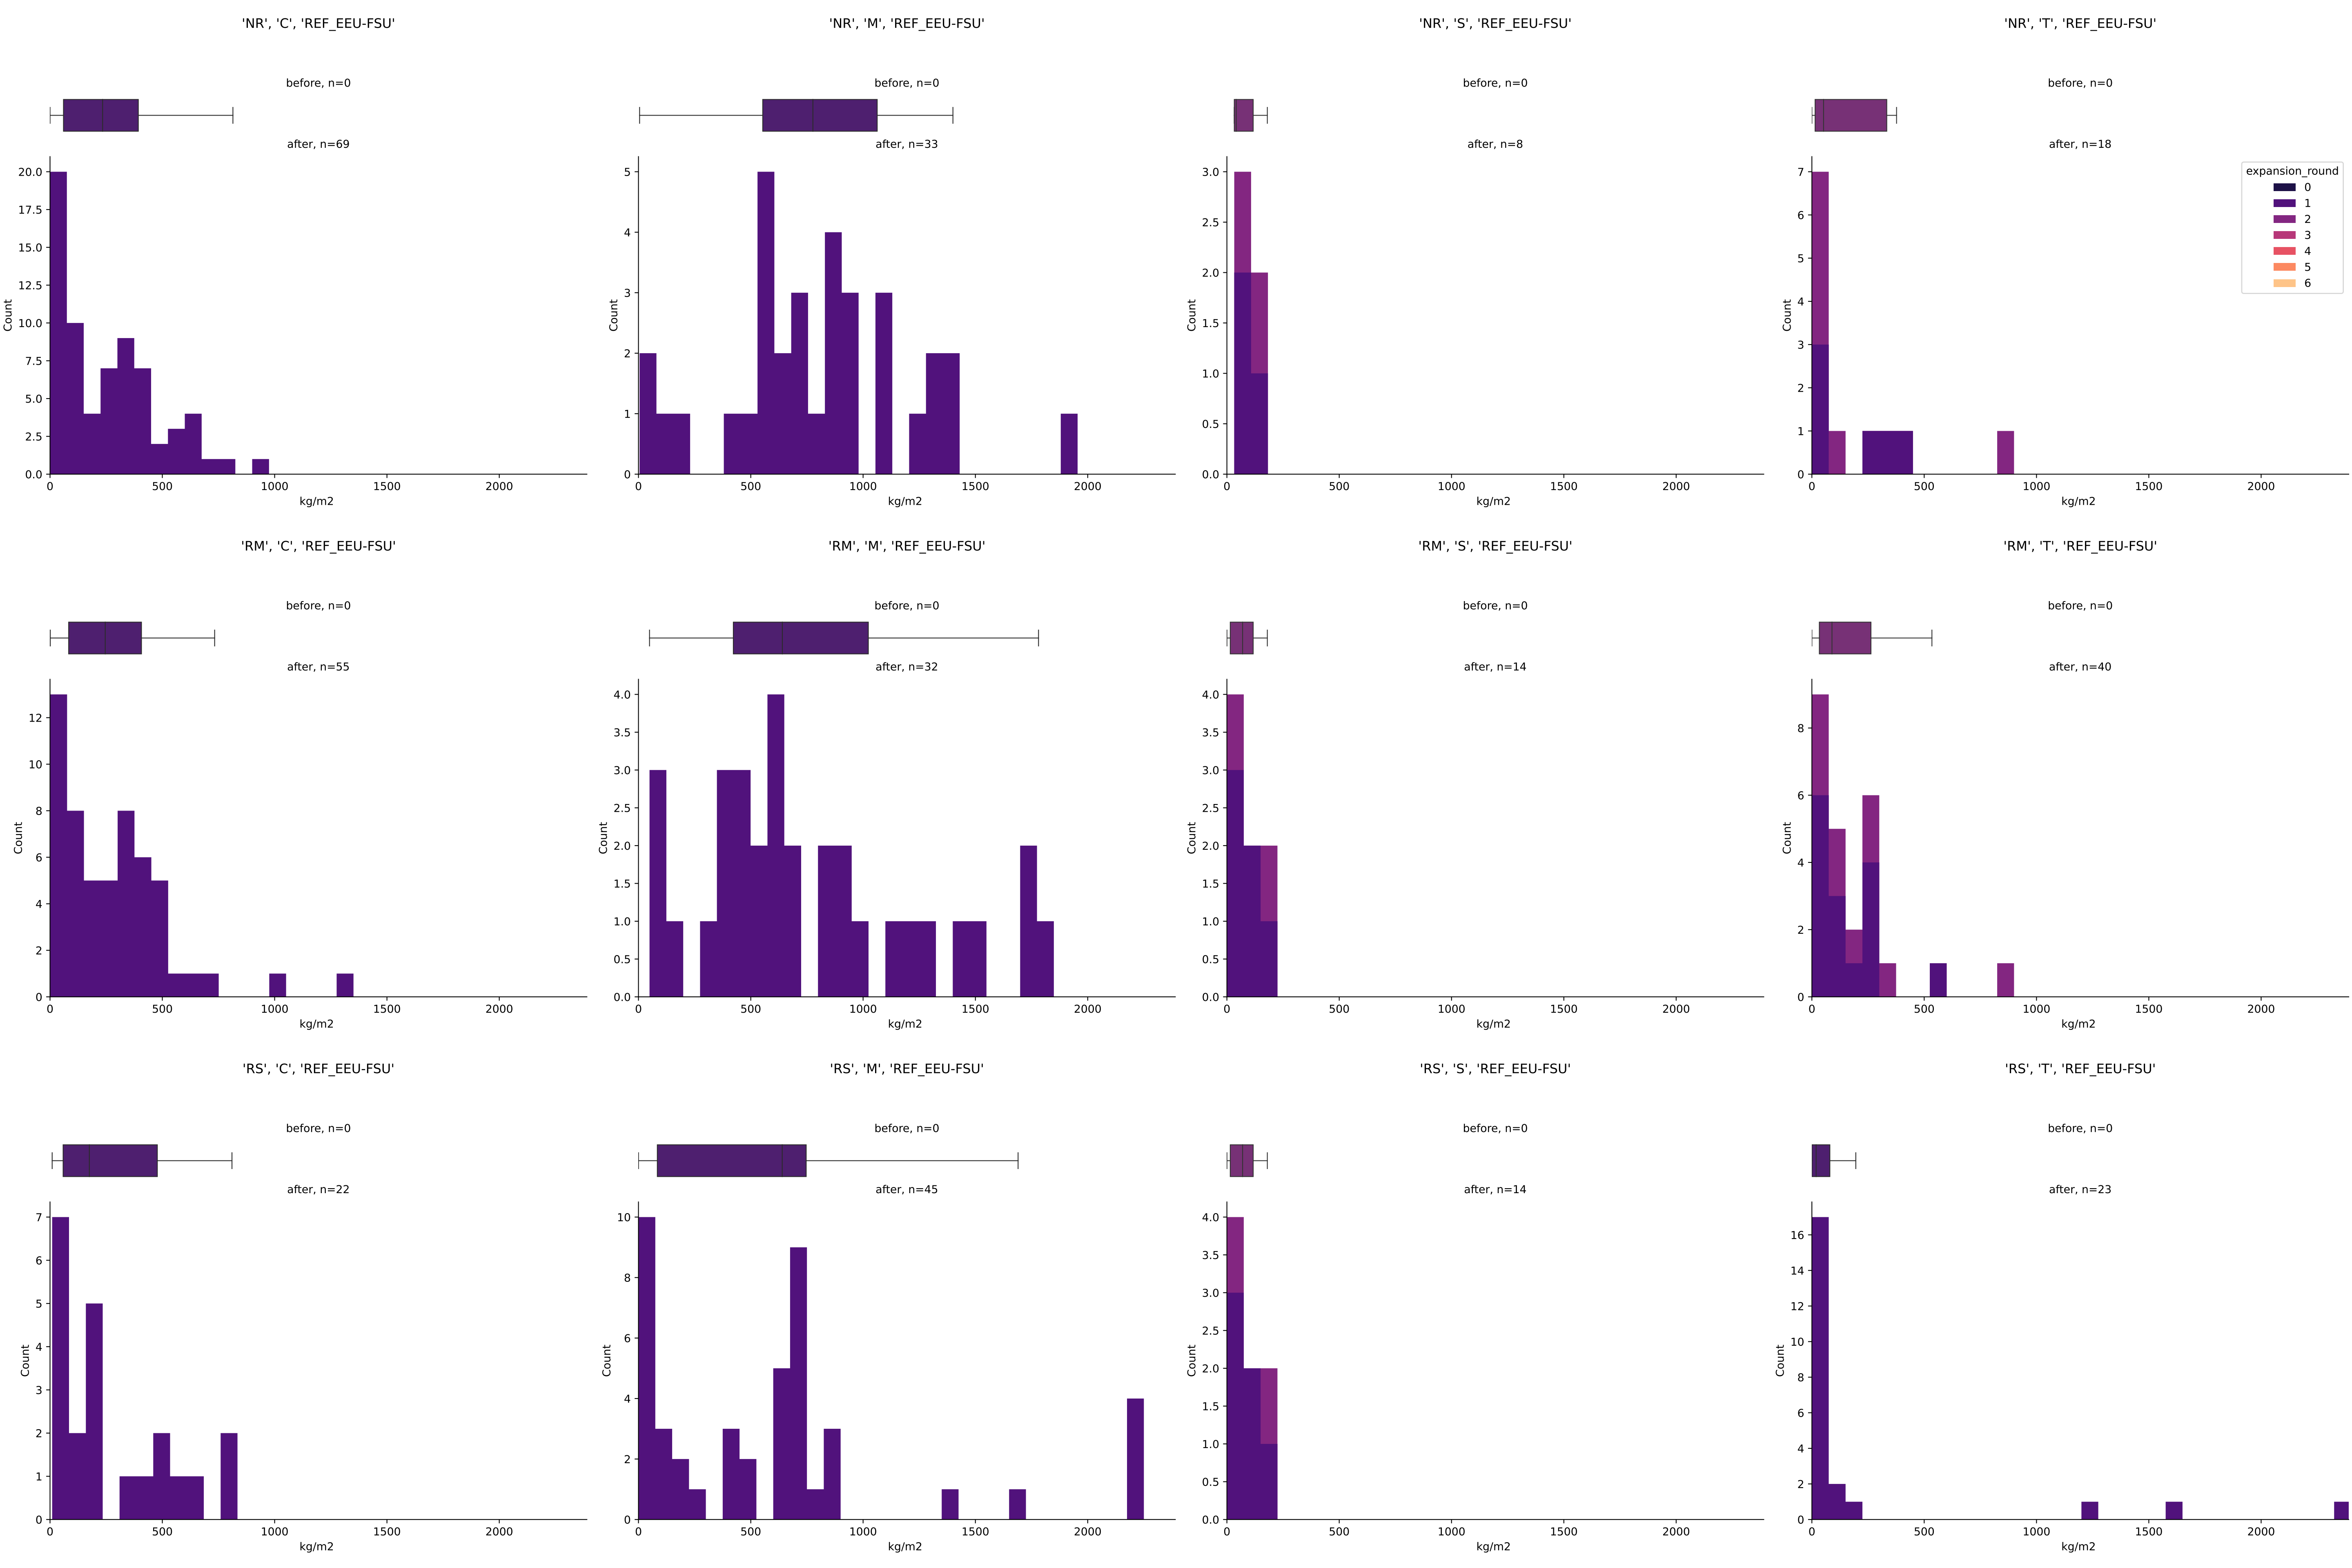 'NR', 'C', 'REF_EEU-FSU'
before, n=0
after, n=69
20.0
17.5
15.0
12.5
10.0
7.5
5.0
2.5
0.0
Count
0 500 1000 1500 2000
kg/m2
'NR', 'M', 'REF_EEU-FSU'
before, n=0
after, n=33
5
4
3
2
1
0
Count
0 500 1000 1500 2000
kg/m2
'NR', 'S', 'REF_EEU-FSU'
before, n=0
after, n=8
3.0
2.5
2.0
1.5
1.0
0.5
0.0
Count
0 500 1000 1500 2000
kg/m2
'NR', 'T', 'REF_EEU-FSU'
before, n=0
after, n=18
7
6
5
4
3
2
1
0
Count
expansion_round
0
1
2
3
4
5
6
0 500 1000 1500 2000
kg/m2
'RM', 'C', 'REF_EEU-FSU'
before, n=0
after, n=55
12
10
8
6
4
2
0
Count
0 500 1000 1500 2000
kg/m2
'RM', 'M', 'REF_EEU-FSU'
before, n=0
after, n=32
4.0
3.5
3.0
2.5
2.0
1.5
1.0
0.5
0.0
Count
0 500 1000 1500 2000
kg/m2
'RM', 'S', 'REF_EEU-FSU'
before, n=0
after, n=14
4.0
3.5
3.0
2.5
2.0
1.5
1.0
0.5
0.0
Count
0 500 1000 1500 2000
kg/m2
'RM', 'T', 'REF_EEU-FSU'
before, n=0
after, n=40
8
6
4
2
0
Count
0 500 1000 1500 2000
kg/m2
'RS', 'C', 'REF_EEU-FSU'
before, n=0
after, n=22
7
6
5
4
3
2
1
0
Count
0 500 1000 1500 2000
kg/m2
'RS', 'M', 'REF_EEU-FSU'
before, n=0
after, n=45
10
8
6
4
2
0
Count
0 500 1000 1500 2000
kg/m2
'RS', 'S', 'REF_EEU-FSU'
before, n=0
after, n=14
4.0
3.5
3.0
2.5
2.0
1.5
1.0
0.5
0.0
Count
0 500 1000 1500 2000
kg/m2
'RS', 'T', 'REF_EEU-FSU'
before, n=0
after, n=23
16
14
12
10
8
6
4
2
0
Count
0 500 1000 1500 2000
kg/m2